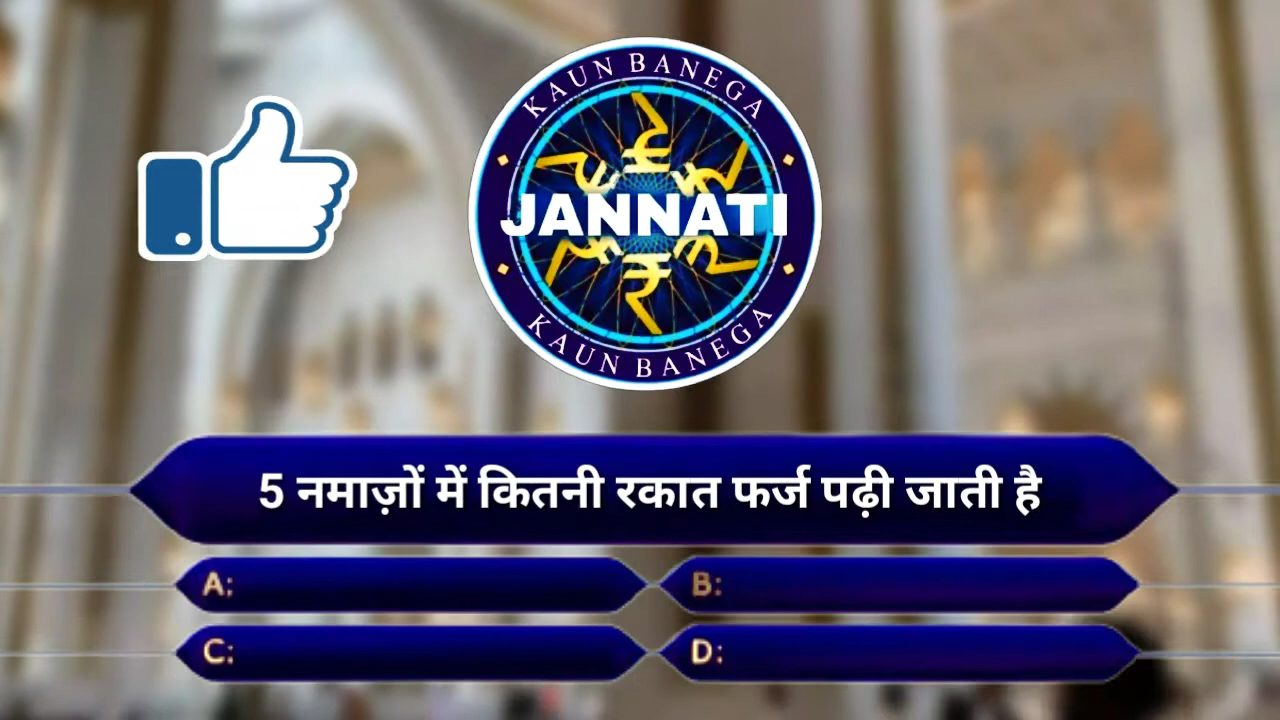 KAUN BANEGA
JANNATI
KAUN BANEGA
5 नमाज़ों में कितनी रकात फर्ज पढ़ी जाती है
A:
B:
C:
D: